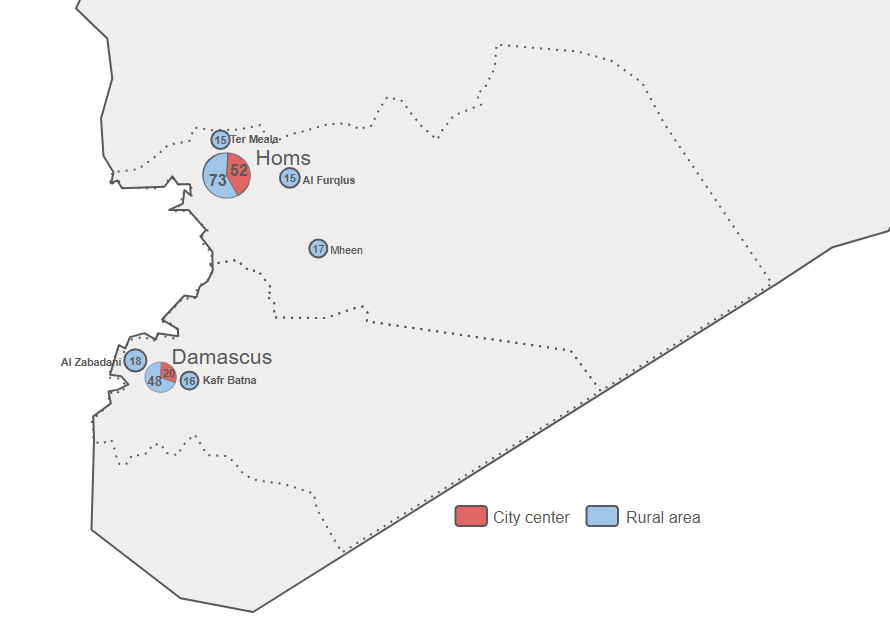 15 Ter Meala
Homs
52
73
15 Al Furqlus
17 Mheen
Damascus
Al Zabadani 18
20
48
16 Kafr Batna
City center
Rural area